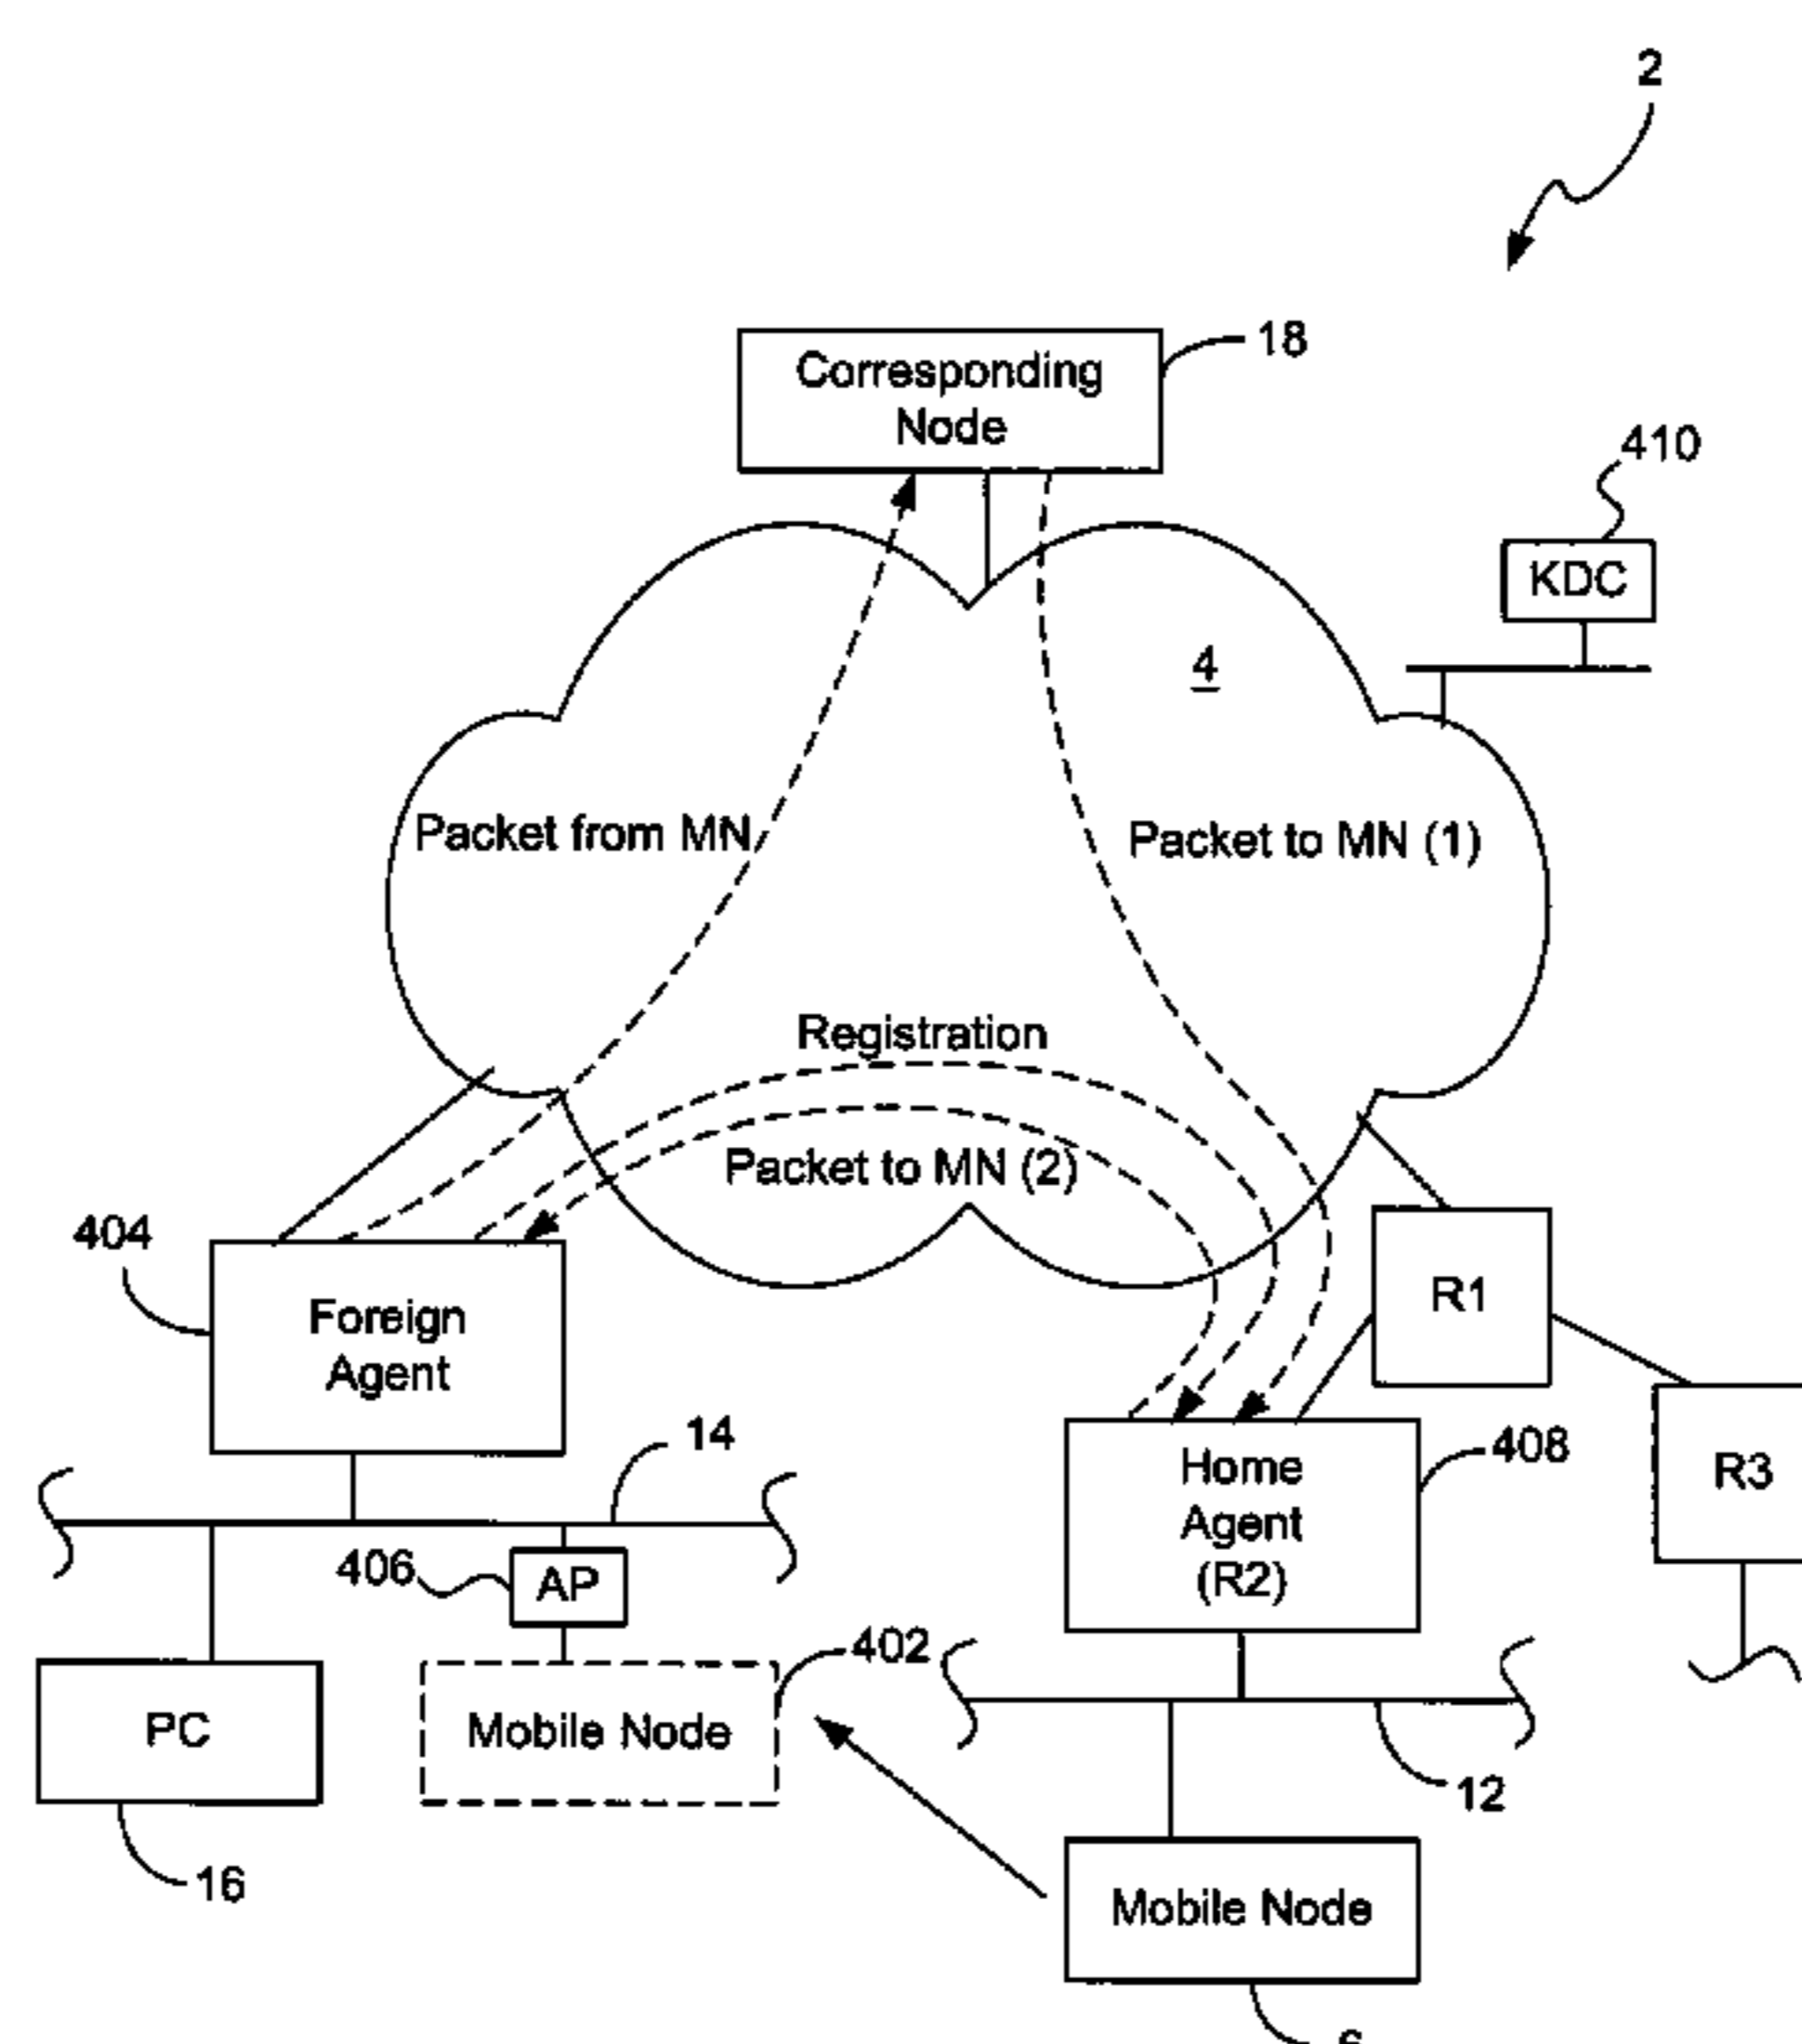 2
Corresponding
Node
18
410
KDC
4
Packet from MN
Packet to MN (1)
Registration
Packet to MN (2)
404
Foreign
Agent
R1
14
Home
Agent
(R2)
408
R3
406
AP
402
PC
Mobile Node
12
16
Mobile Node
6